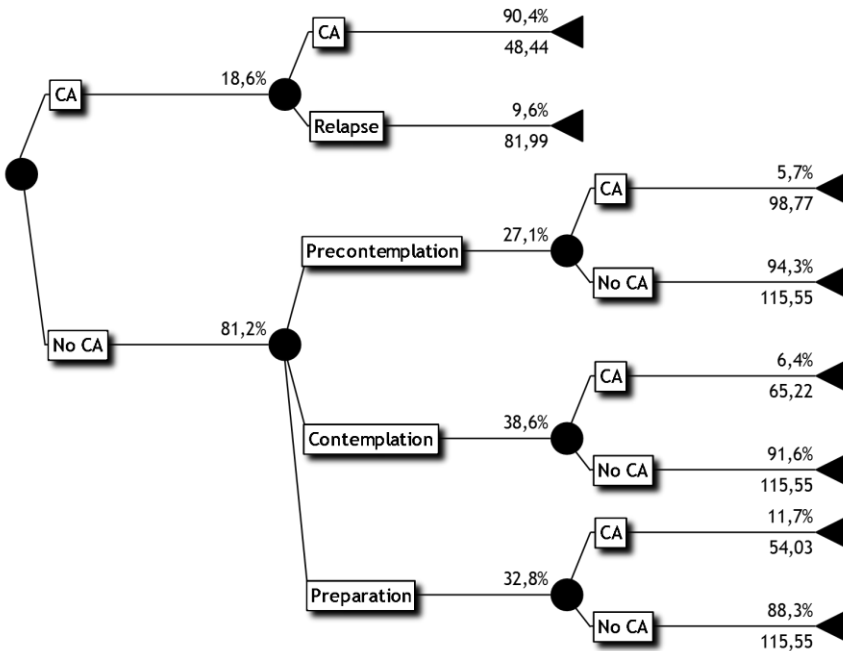 90,4%
CA
48,44
18,6%
CA
9,6%
Relapse
81,99
5,7%
CA
98,77
Precontemplation
27,1%
94,3%
No CA
115,55
81,2%
No CA
6,4%
CA
65,22
Contemplation
38,6%
91,6%
No CA
115,55
11,7%
CA
54,03
Preparation
32,8%
88,3%
No CA
115,55